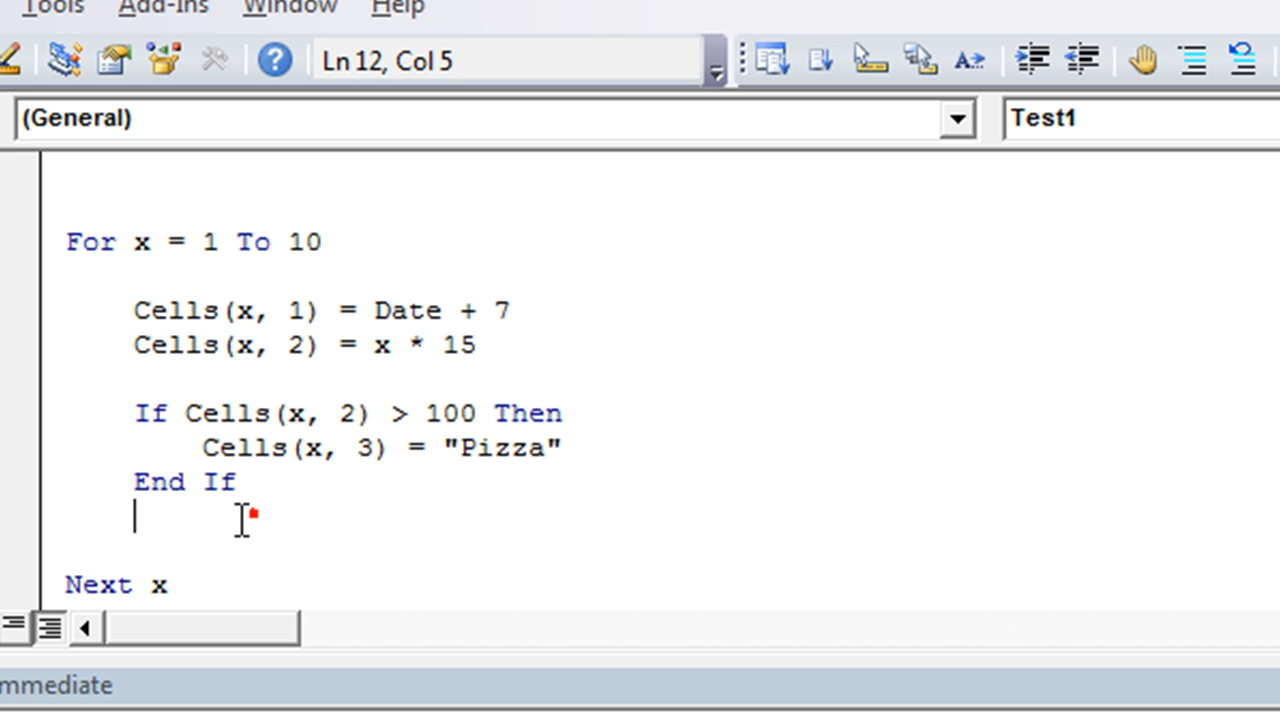 Tools Add-Ins Window Help
Ln 12, Col 5
(General) Test1
For x = 1 To 10
Cells(x, 1) = Date + 7
Cells(x, 2) = x * 15
If Cells(x, 2) > 100 Then
Cells(x, 3) = "Pizza"
End If
Next x
mmediate